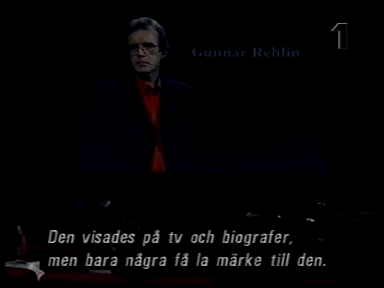 1
Gunnar Rehlin
Den visades på tv och biografer,
men bara några få la märke till den.